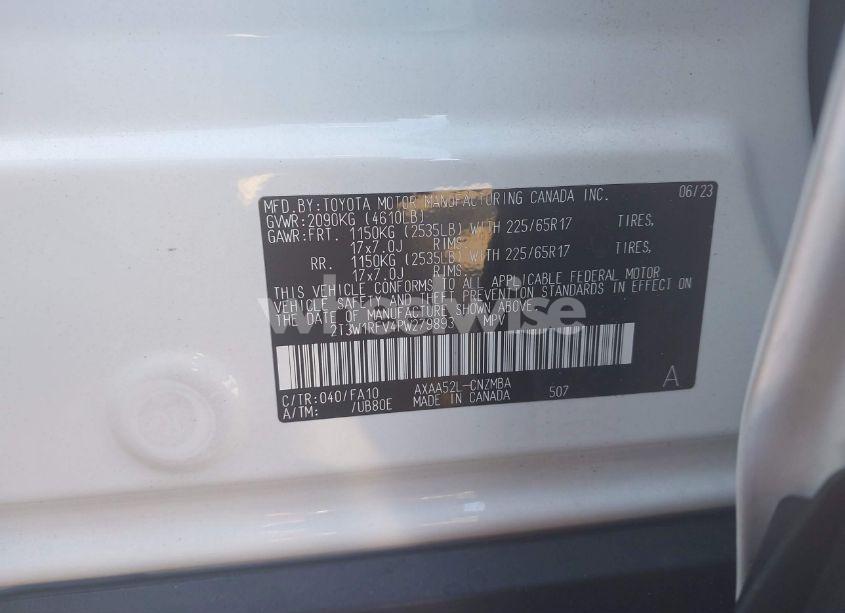 MFD.BY:TOYOTA MOTOR MANUFACTURING CANADA INC. 06/23
GVWR:2090KG (4610LB)
GAWR:FRT. 1150KG (2535LB) WITH 225/65R17 TIRES,
17x7.0J RIMS,
RR. 1150KG (2535LB) WITH 225/65R17 TIRES,
17x7.0J RIMS,
THIS VEHICLE CONFORMS TO ALL APPLICABLE FEDERAL MOTOR
VEHICLE SAFETY AND THEFT PREVENTION STANDARDS IN EFFECT ON
THE DATE OF MANUFACTURE SHOWN ABOVE.
2T3W1RFV4PW279893 MPV
wheelwise
C/TR:040/FA10 AXAA52L-CNZMBA A
A/TM: /UB80E MADE IN CANADA 507